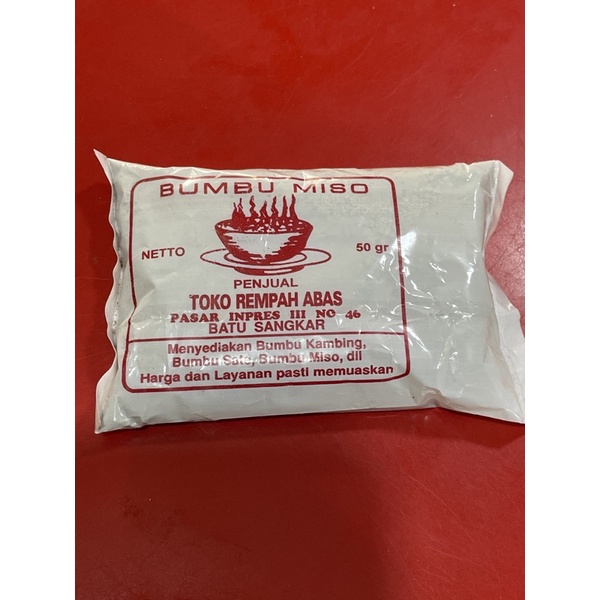 BUMBU MISO
NETTO
50 gr
PENJUAL
TOKO REMPAH ABAS
PASAR INPRES III NO 46
BATU SANGKAR
Menyediakan Bumbu Kambing,
Bumbu Sate, Bumbu Miso, dll
Harga dan Layanan pasti memuaskan